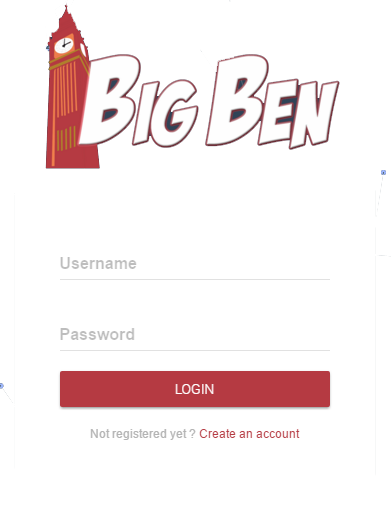 BIG BEN
Username
Password
LOGIN
Not registered yet ? Create an account